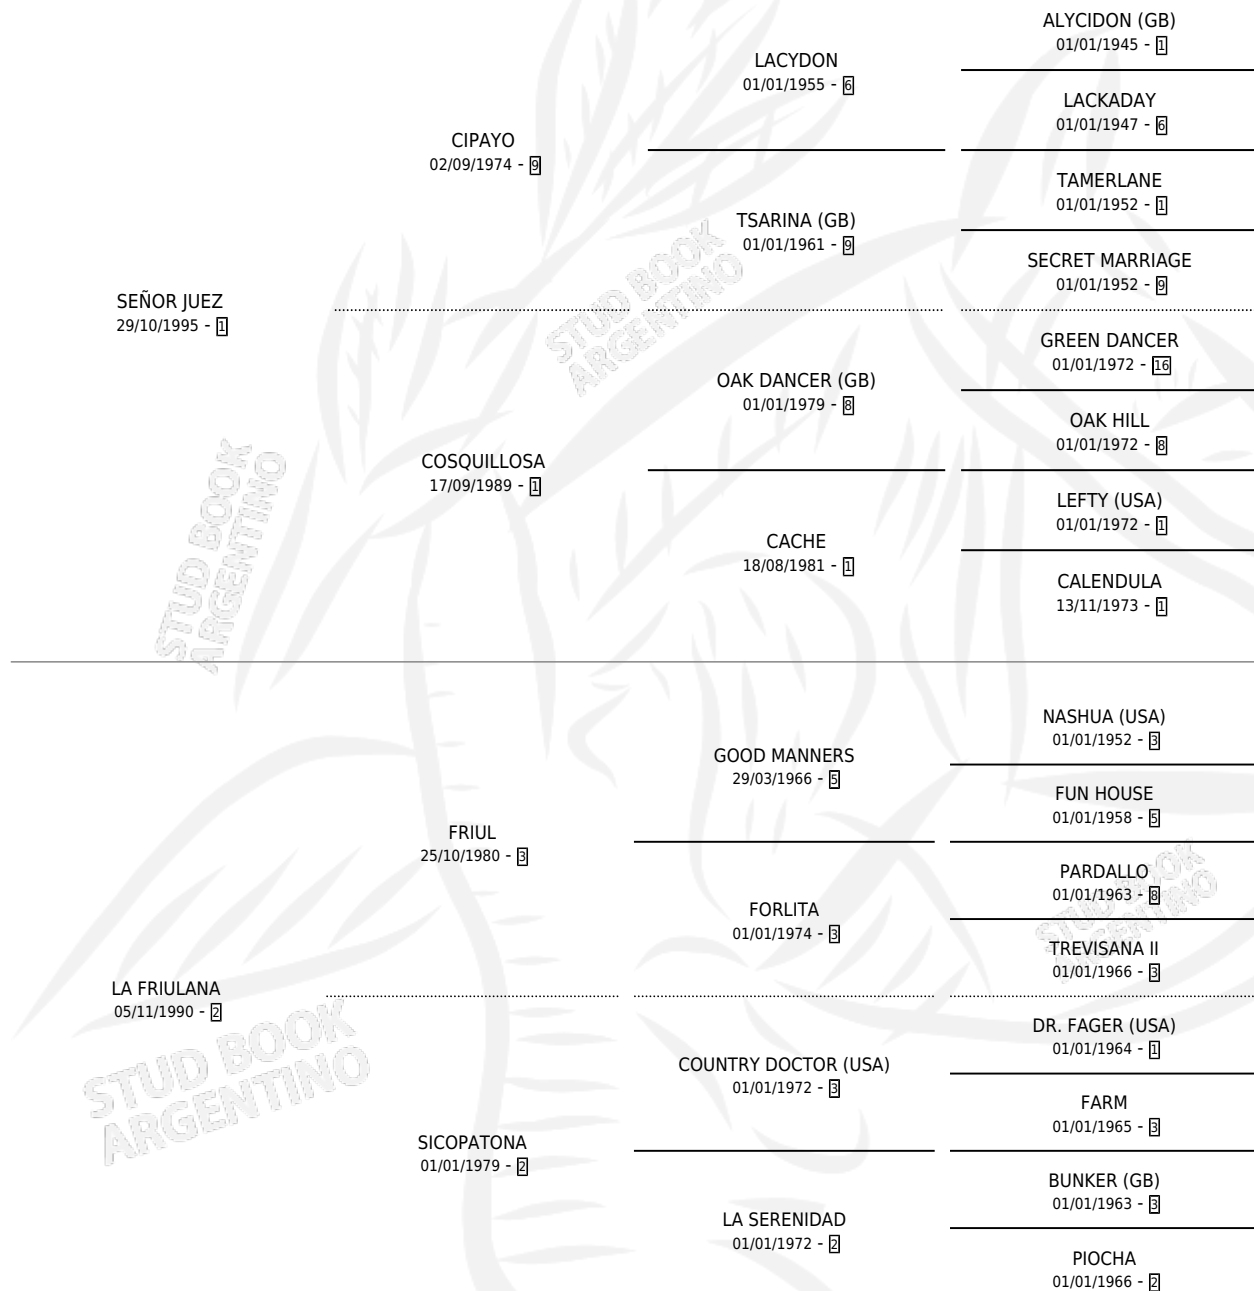 ALYCIDON (GB)
01/01/1945 - 1
LACYDON
01/01/1955 - 6
LACKADAY
01/01/1947 - 6
CIPAYO
02/09/1974 - 9
TAMERLANE
01/01/1952 - 1
TSARINA (GB)
01/01/1961 - 9
SECRET MARRIAGE
01/01/1952 - 9
SEÑOR JUEZ
29/10/1995 - 1
STUD BOOK
ARGENTINO
GREEN DANCER
01/01/1972 - 16
OAK DANCER (GB)
01/01/1979 - 8
OAK HILL
01/01/1972 - 8
COSQUILLOSA
17/09/1989 - 1
LEFTY (USA)
01/01/1972 - 1
CACHE
18/08/1981 - 1
CALENDULA
13/11/1973 - 1
STUD BOOK
ARGENTINO
NASHUA (USA)
01/01/1952 - 3
GOOD MANNERS
29/03/1966 - 5
FUN HOUSE
01/01/1958 - 5
FRIUL
25/10/1980 - 3
PARDALLO
01/01/1963 - 8
STUD BOOK
ARGENTINO
FORLITA
01/01/1974 - 3
TREVISANA II
01/01/1966 - 3
LA FRIULANA
05/11/1990 - 2
DR. FAGER (USA)
01/01/1964 - 1
COUNTRY DOCTOR (USA)
01/01/1972 - 3
STUD BOOK
ARGENTINO
FARM
01/01/1965 - 3
SICOPATONA
01/01/1979 - 2
BUNKER (GB)
01/01/1963 - 3
LA SERENIDAD
01/01/1972 - 2
PIOCHA
01/01/1966 - 2